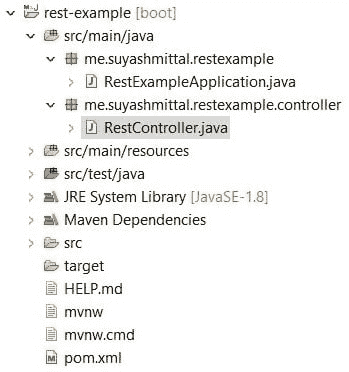 rest-example [boot]
src/main/java
me.suyashmittal.restexample
RestExampleApplication.java
me.suyashmittal.restexample.controller
RestController.java
src/main/resources
src/test/java
JRE System Library [JavaSE-1.8]
Maven Dependencies
src
target
HELP.md
mvnw
mvnw.cmd
pom.xml